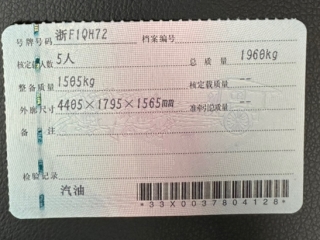 号牌号码 浙F1QH72 档案编号
核定载人数 5人 总质量 1960kg
整备质量 1505kg 核定载质量 --
外廓尺寸 4405×1795×1565mm 准牵引总质量 --
备注
检验记录
汽油
*33X0037804128*